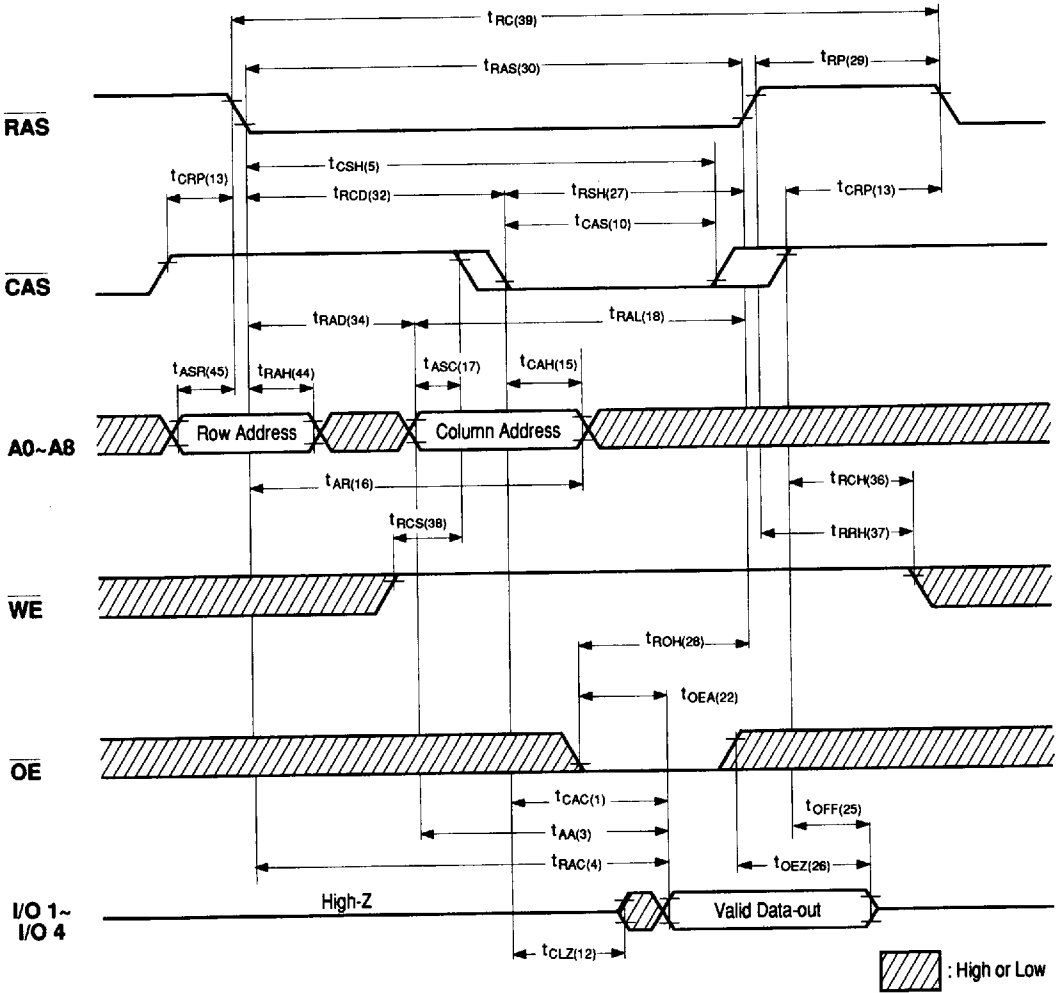 tRC(39)
tRAS(30)
tRP(29)
RAS
tCSH(5)
tCRP(13)
tRCD(32)
tRSH(27)
tCRP(13)
tCAS(10)
CAS
tRAD(34)
tRAL(18)
tASR(45)
tRAH(44)
tASC(17)
tCAH(15)
A0~A8
Row Address
Column Address
tAR(16)
tRCH(36)
tRCS(38)
tRRH(37)
WE
tROH(28)
tOEA(22)
OE
tCAC(1)
tOFF(25)
tAA(3)
tRAC(4)
tOEZ(26)
I/O 1~
I/O 4
High-Z
Valid Data-out
tCLZ(12)
: High or Low